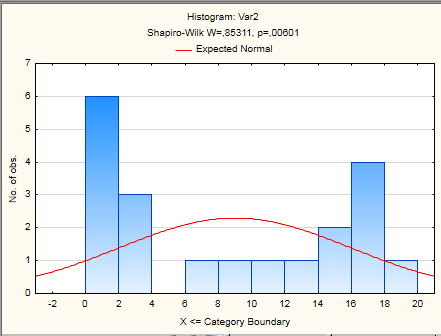 Histogram: Var2
Shapiro-Wilk W=,85311, p=,00601
Expected Normal
7
6
5
4
3
2
1
0
No. of obs.
-2 0 2 4 6 8 10 12 14 16 18 20
X <= Category Boundary